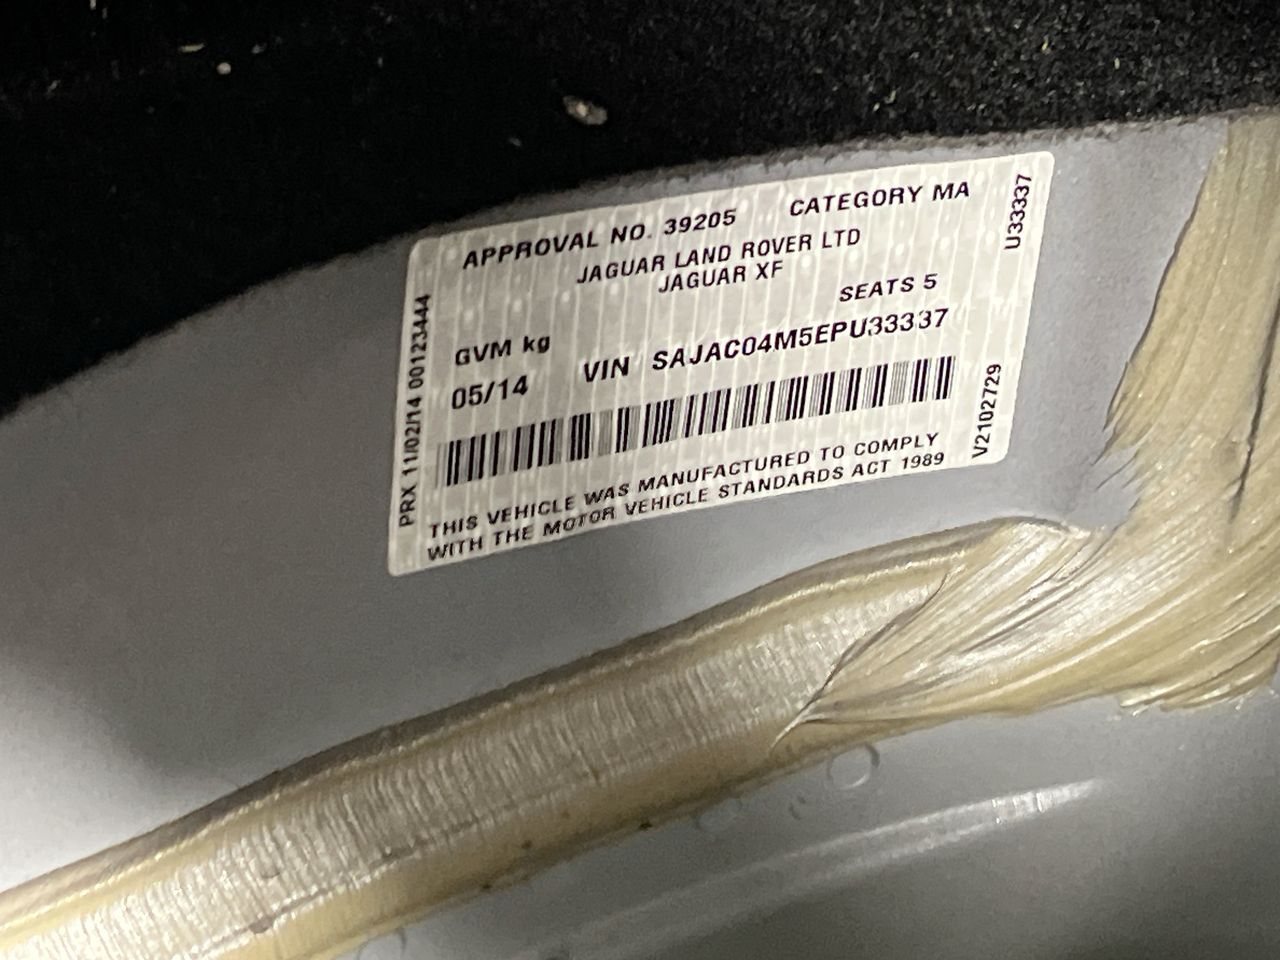 APPROVAL NO. 39205 CATEGORY MA
JAGUAR LAND ROVER LTD
JAGUAR XF
SEATS 5
GVM kg
05/14 VIN SAJAC04M5EPU33337
THIS VEHICLE WAS MANUFACTURED TO COMPLY
WITH THE MOTOR VEHICLE STANDARDS ACT 1989
PRX 11/02/14 00123444
U33337
V2102729